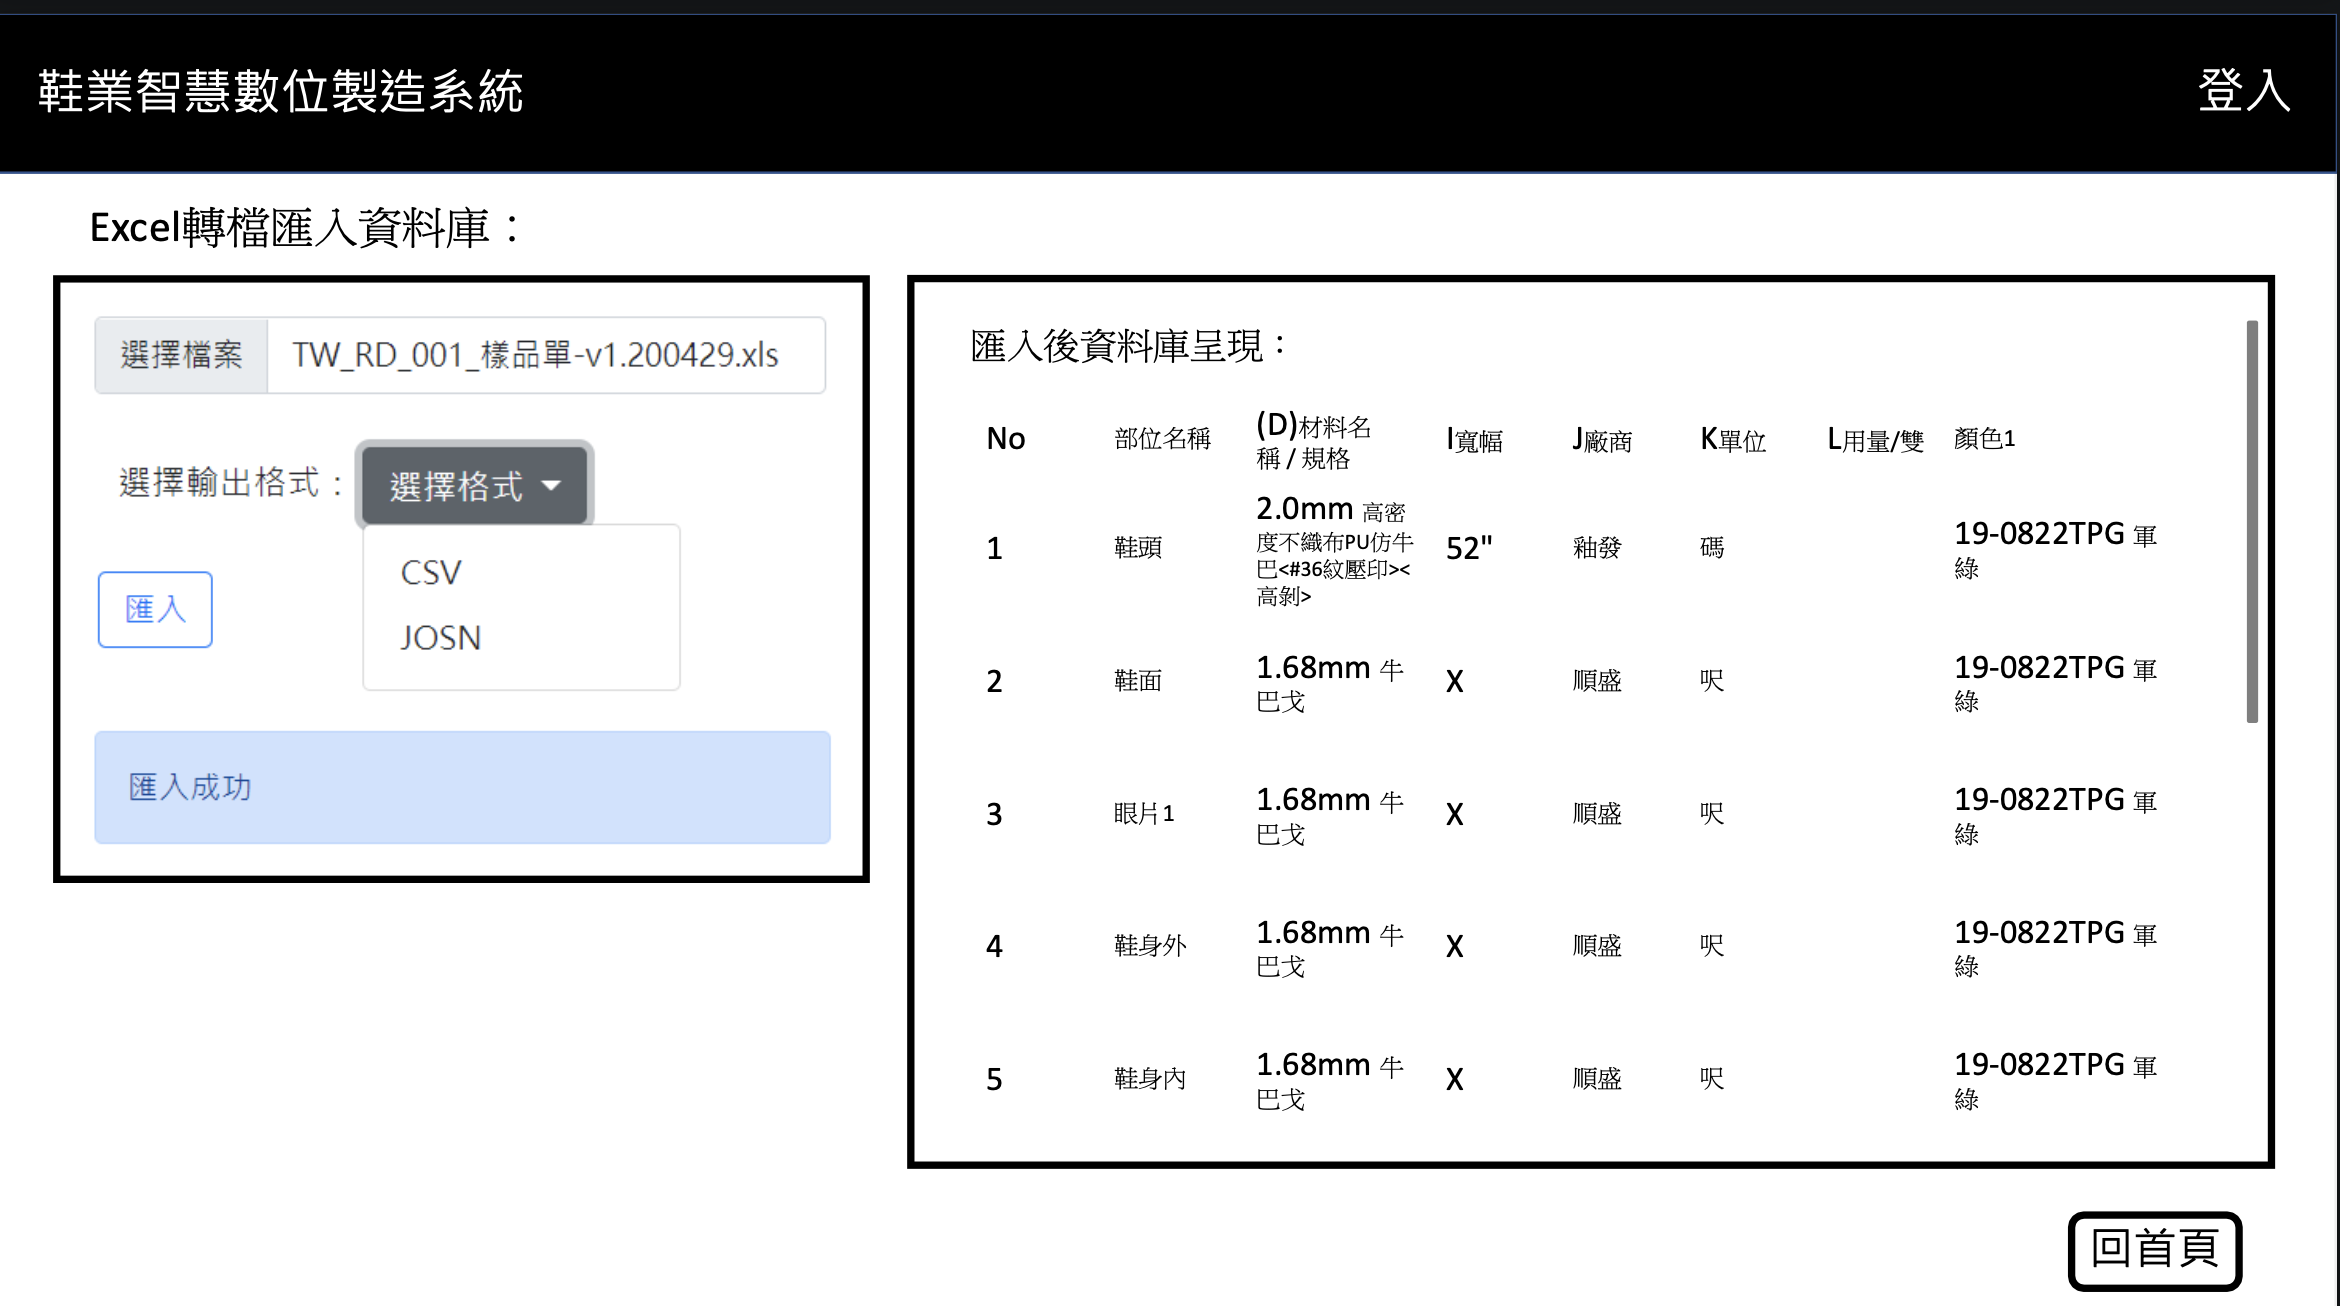 鞋業智慧數位製造系統
登入
Excel轉檔匯入資料庫：
選擇檔案 TW_RD_001_樣品單-v1.200429.xls
選擇輸出格式：
選擇格式
CSV
JOSN
匯入
匯入成功
匯入後資料庫呈現：
No 部位名稱 (D)材料名稱 / 規格 I寬幅 J廠商 K單位 L用量/雙 顏色1
1 鞋頭 2.0mm 高密度不織布PU仿牛巴<#36紋壓印><高剝> 52" 釉發 碼 19-0822TPG 軍綠
2 鞋面 1.68mm 牛巴戈 X 順盛 呎 19-0822TPG 軍綠
3 眼片1 1.68mm 牛巴戈 X 順盛 呎 19-0822TPG 軍綠
4 鞋身外 1.68mm 牛巴戈 X 順盛 呎 19-0822TPG 軍綠
5 鞋身內 1.68mm 牛巴戈 X 順盛 呎 19-0822TPG 軍綠
回首頁